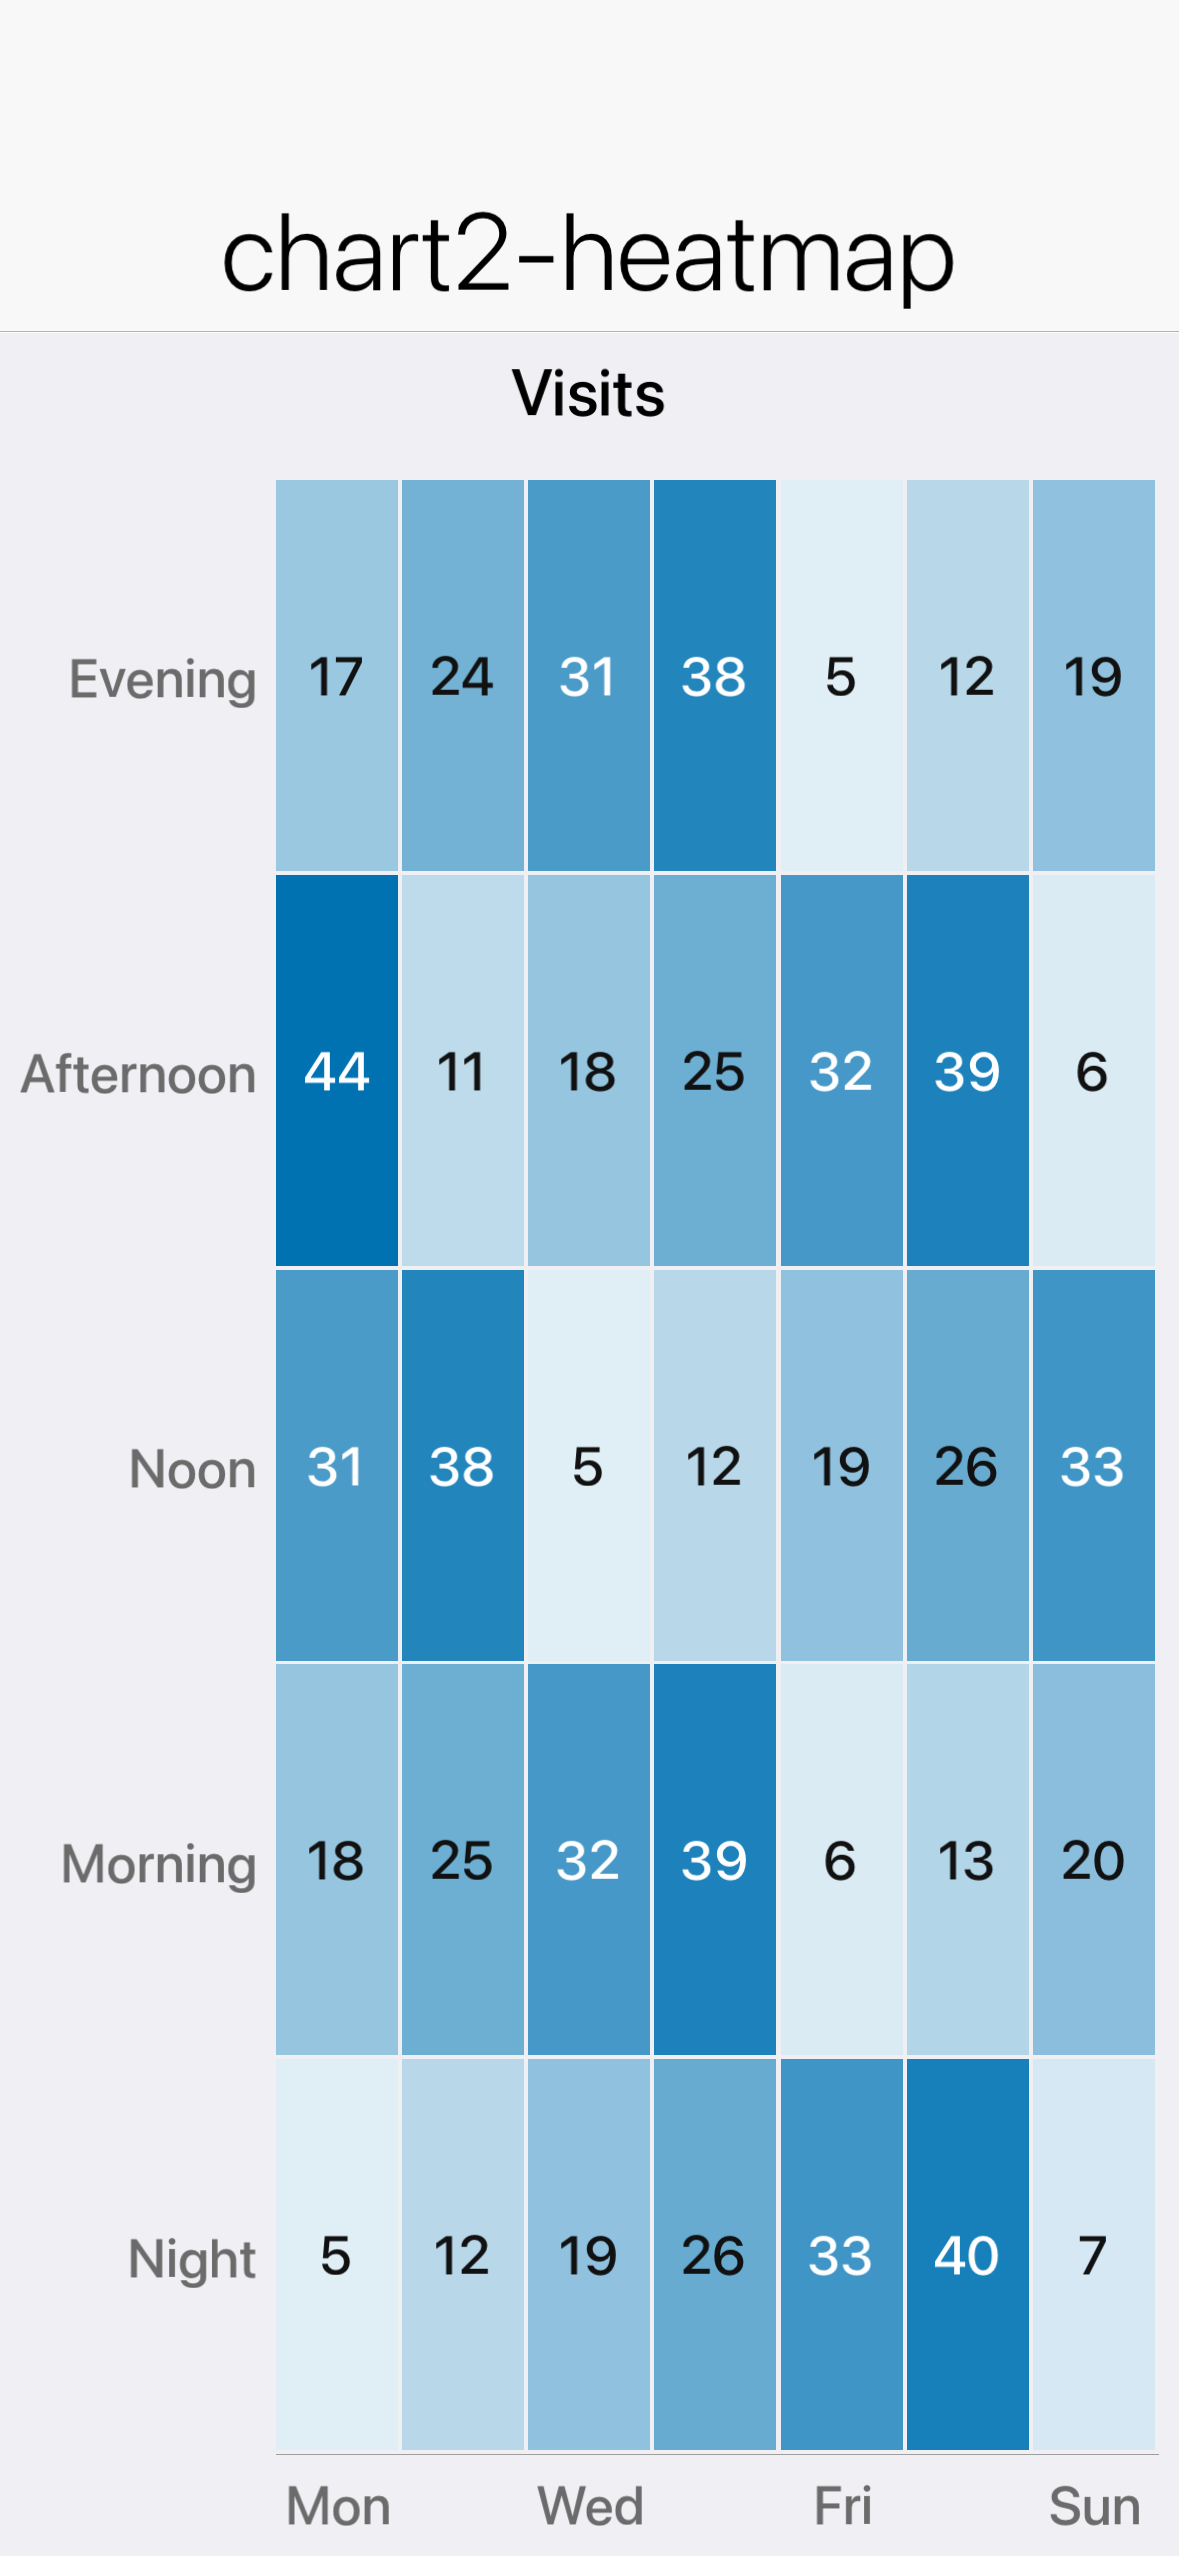 chart2-heatmap
Visits
Evening 17 24 31 38 5 12 19
Afternoon 44 11 18 25 32 39 6
Noon 31 38 5 12 19 26 33
Morning 18 25 32 39 6 13 20
Night 5 12 19 26 33 40 7
Mon Wed Fri Sun